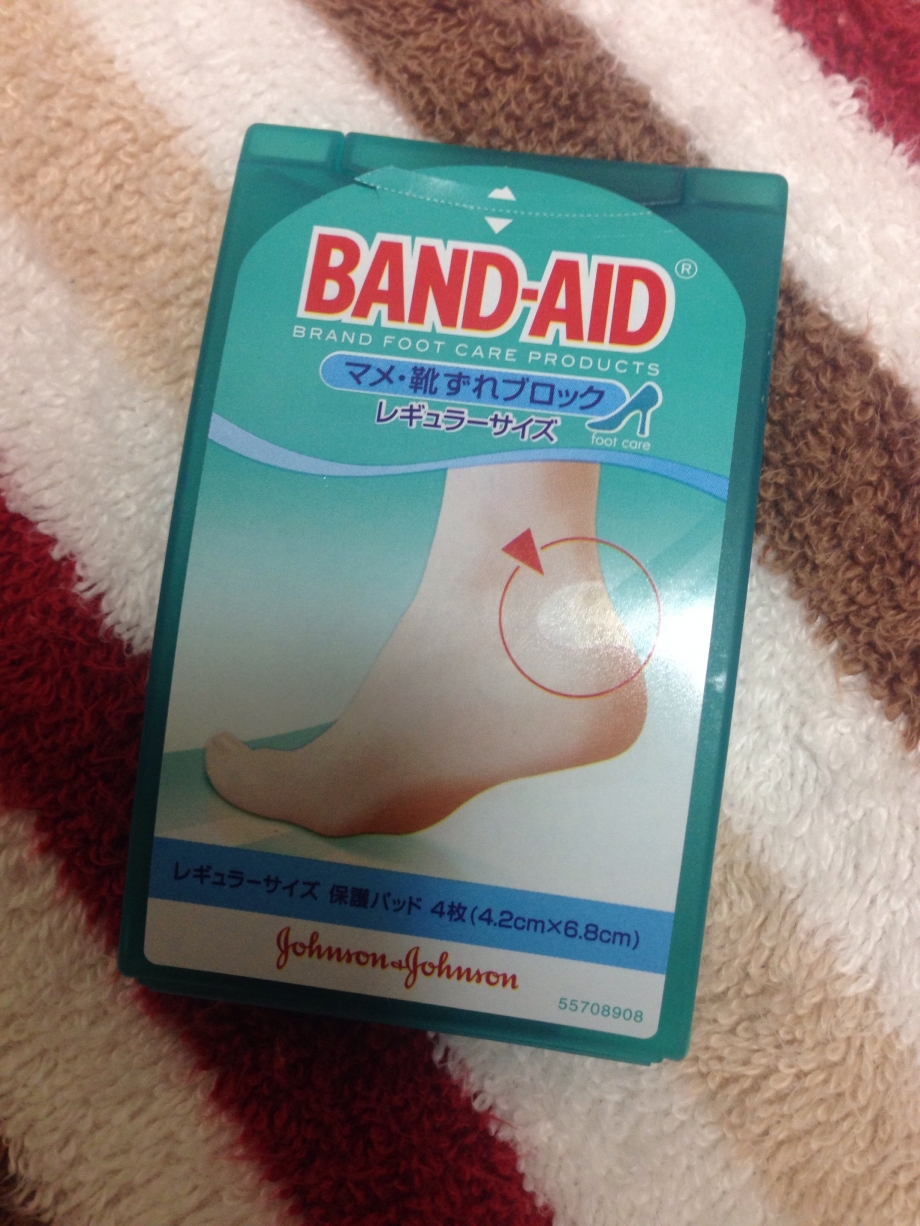 BAND-AID®
BRAND FOOT CARE PRODUCTS
マメ・靴ずれブロック
レギュラーサイズ
foot care
レギュラーサイズ 保護パッド 4枚(4.2cm×6.8cm)
Johnson&Johnson
55708908